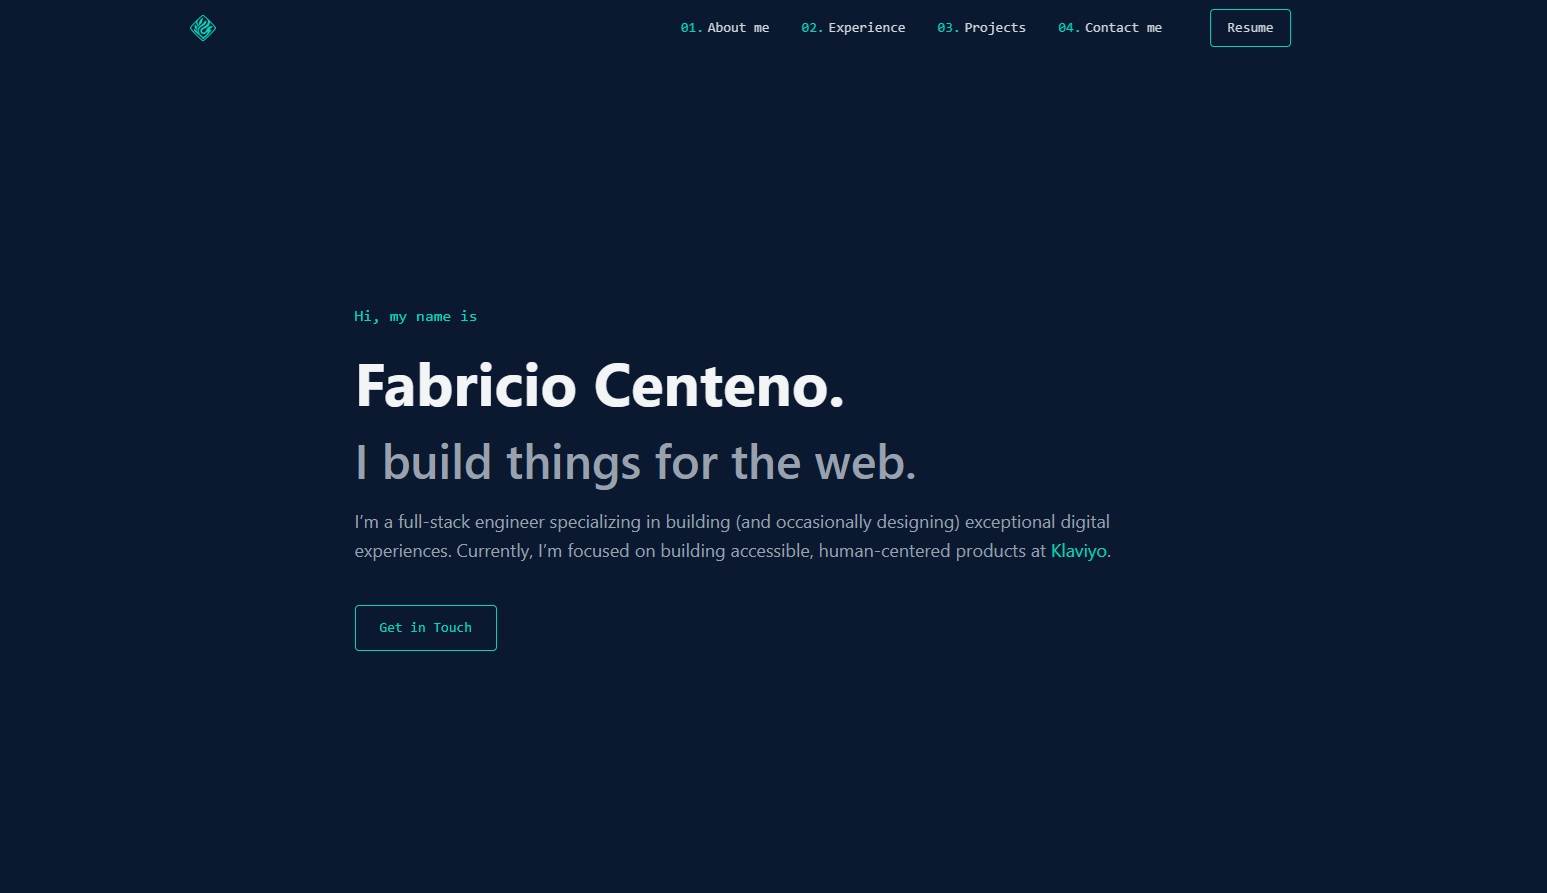 01. About me
02. Experience
03. Projects
04. Contact me
Resume
Hi, my name is
Fabricio Centeno.
I build things for the web.
I’m a full-stack engineer specializing in building (and occasionally designing) exceptional digital
experiences. Currently, I’m focused on building accessible, human-centered products at Klaviyo.
Get in Touch